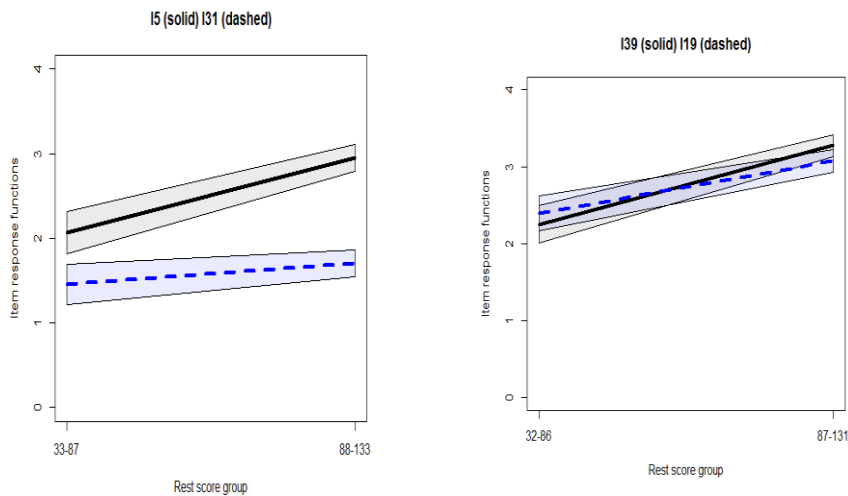 I5 (solid) I31 (dashed)
Item response functions
4
3
2
1
0
33-87
88-133
Rest score group
I39 (solid) I19 (dashed)
Item response functions
4
3
2
1
0
32-86
87-131
Rest score group